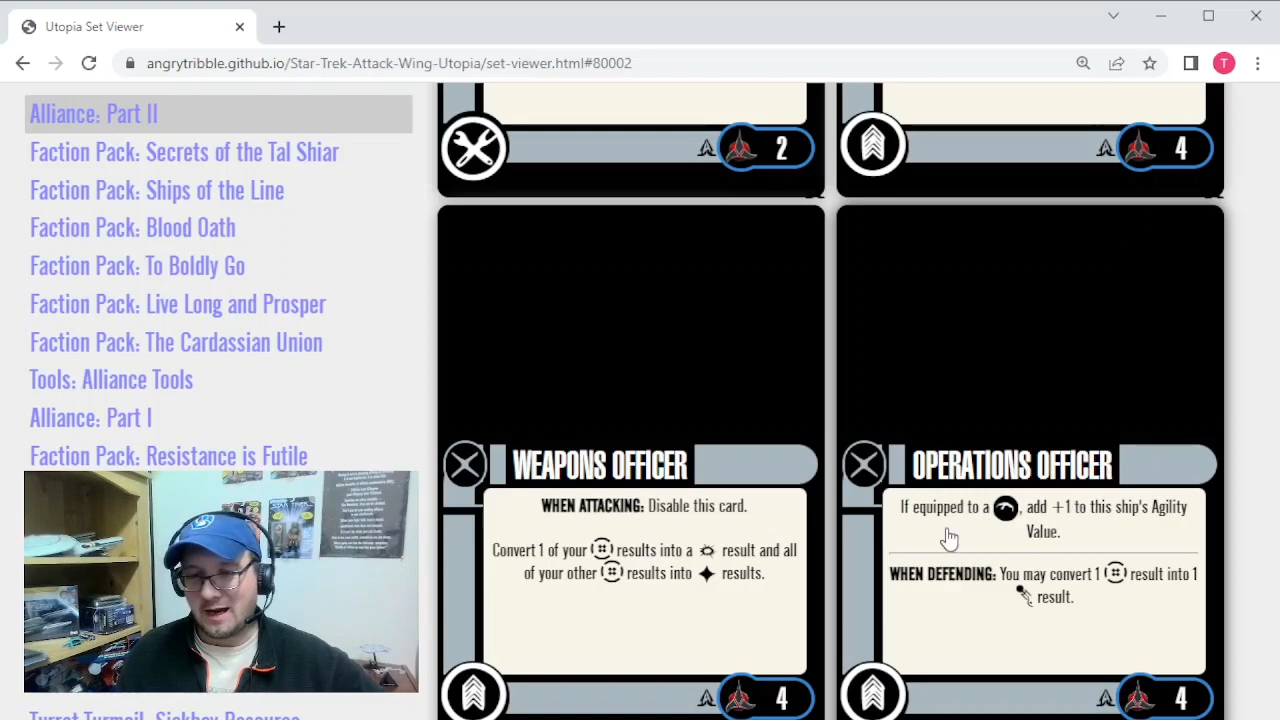 Utopia Set Viewer
angrytribble.github.io/Star-Trek-Attack-Wing-Utopia/set-viewer.html#80002
T
Alliance: Part II
Faction Pack: Secrets of the Tal Shiar
Faction Pack: Ships of the Line
Faction Pack: Blood Oath
Faction Pack: To Boldly Go
Faction Pack: Live Long and Prosper
Faction Pack: The Cardassian Union
Tools: Alliance Tools
Alliance: Part I
Faction Pack: Resistance is Futile
2
4
WEAPONS OFFICER
WHEN ATTACKING: Disable this card.
Convert 1 of your results into a result and all
of your other results into results.
4
OPERATIONS OFFICER
If equipped to a , add +1 to this ship's Agility
Value.
WHEN DEFENDING: You may convert 1 result into 1
result.
4
STAR TREK